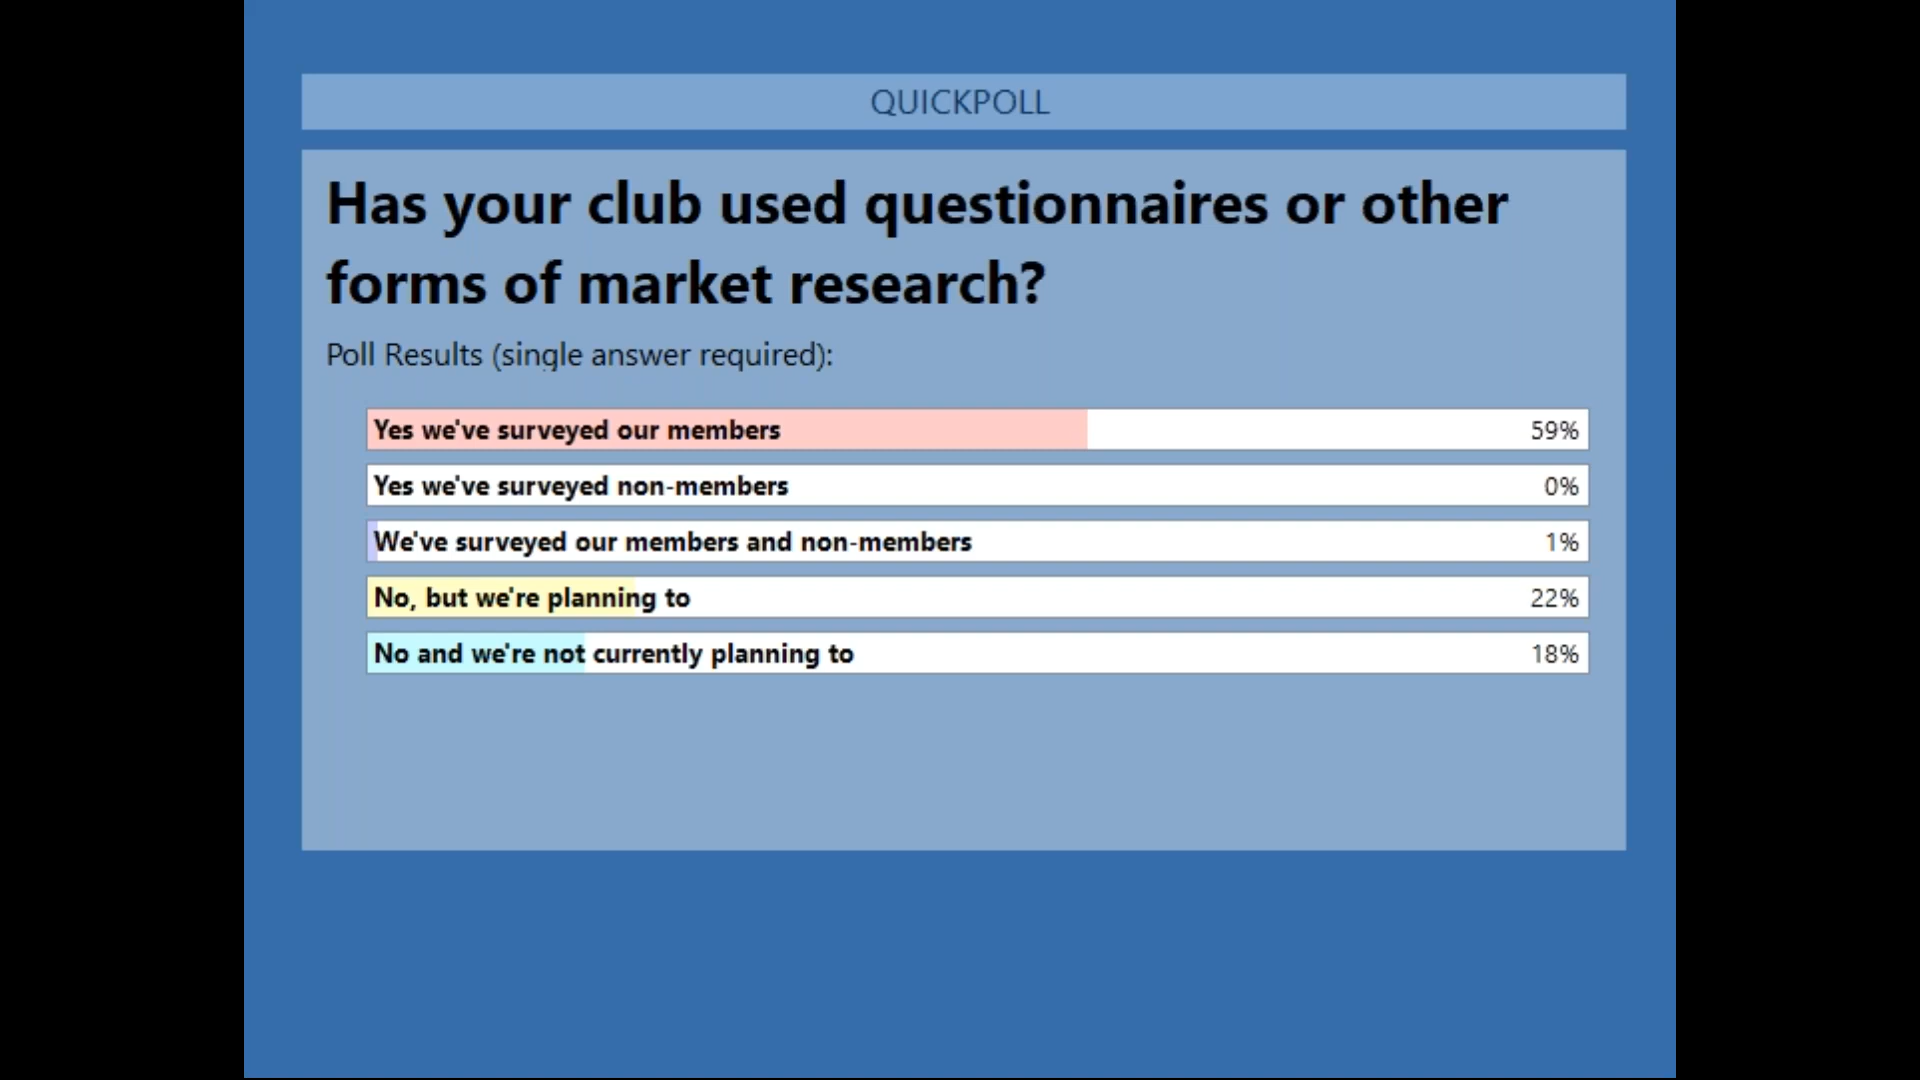 QUICKPOLL
Has your club used questionnaires or other
forms of market research?
Poll Results (single answer required):
Yes we've surveyed our members 59%
Yes we've surveyed non-members 0%
We've surveyed our members and non-members 1%
No, but we're planning to 22%
No and we're not currently planning to 18%